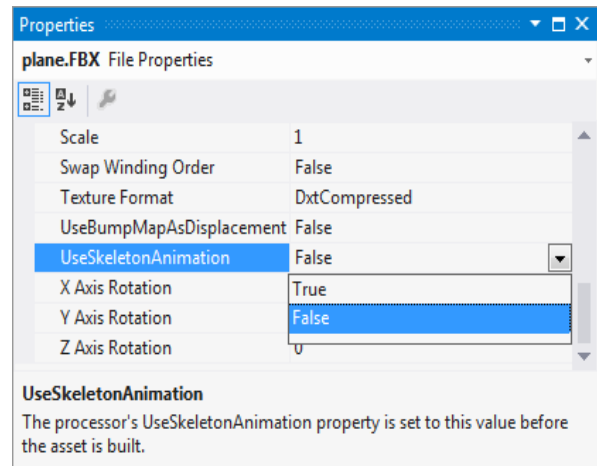 Properties
plane.FBX File Properties
Scale 1
Swap Winding Order False
Texture Format DxtCompressed
UseBumpMapAsDisplacement False
UseSkeletonAnimation False
X Axis Rotation True
Y Axis Rotation False
Z Axis Rotation 0
UseSkeletonAnimation
The processor's UseSkeletonAnimation property is set to this value before
the asset is built.